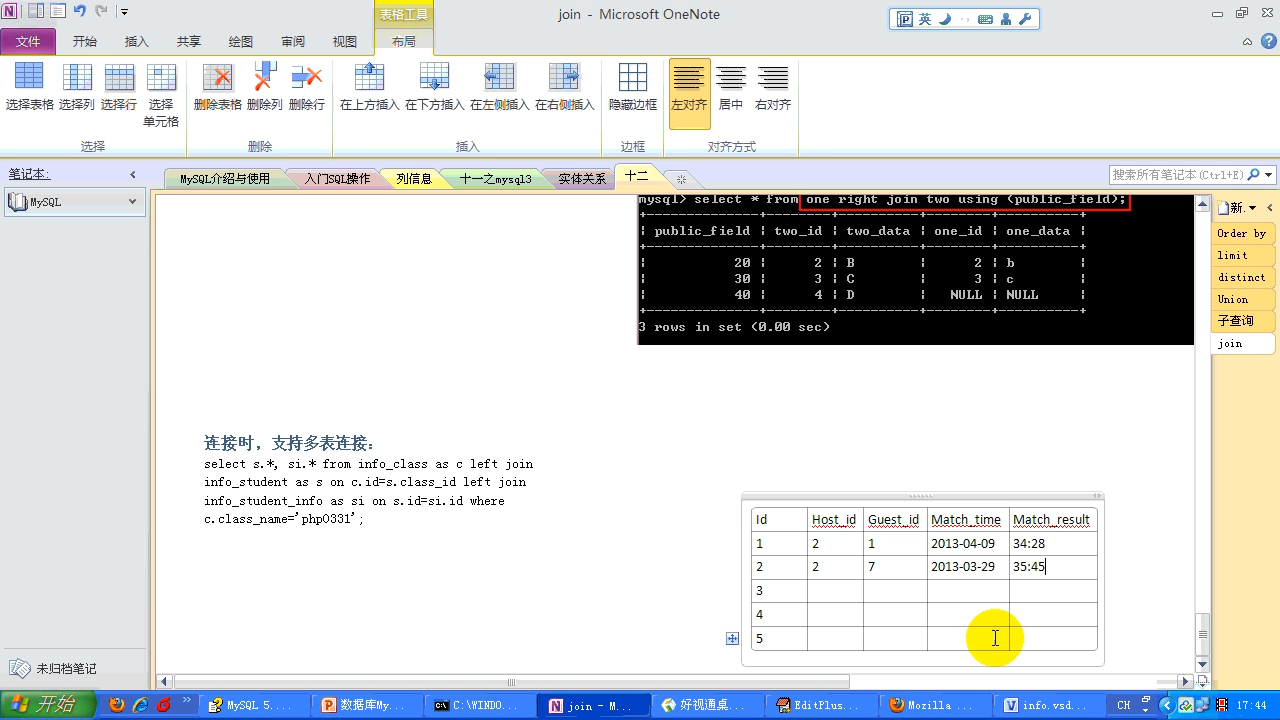 表格工具
join - Microsoft OneNote
英
文件 开始 插入 共享 绘图 审阅 视图 布局
选择表格 选择列 选择行 选择单元格
删除表格 删除列 删除行
在上方插入 在下方插入 在左侧插入 在右侧插入
隐藏边框
左对齐 居中 右对齐
选择 删除 插入 边框 对齐方式
笔记本:
MySQL介绍与使用 入门SQL操作 列信息 十一之mysql3 实体关系 十二
搜索所有笔记本(Ctrl+E)
MySQL
新.
Order by
limit
distinct
Union
子查询
join
mysql> select * from one right join two using (public_field);
public_field | two_id | two_data | one_id | one_data
20 | 2 | B | 2 | b
30 | 3 | C | 3 | c
40 | 4 | D | NULL | NULL
3 rows in set (0.00 sec)
连接时，支持多表连接:
select s.*, si.* from info_class as c left join
info_student as s on c.id=s.class_id left join
info_student_info as si on s.id=si.id where
c.class_name='php0331';
Id Host_id Guest_id Match_time Match_result
1 2 1 2013-04-09 34:28
2 2 7 2013-03-29 35:45
3
4
5
未归档笔记
开始
MySQL 5....
数据库My...
C:\WINDO...
join - M...
好视通桌...
EditPlus...
Mozilla ...
info.vsd...
CH
17:44